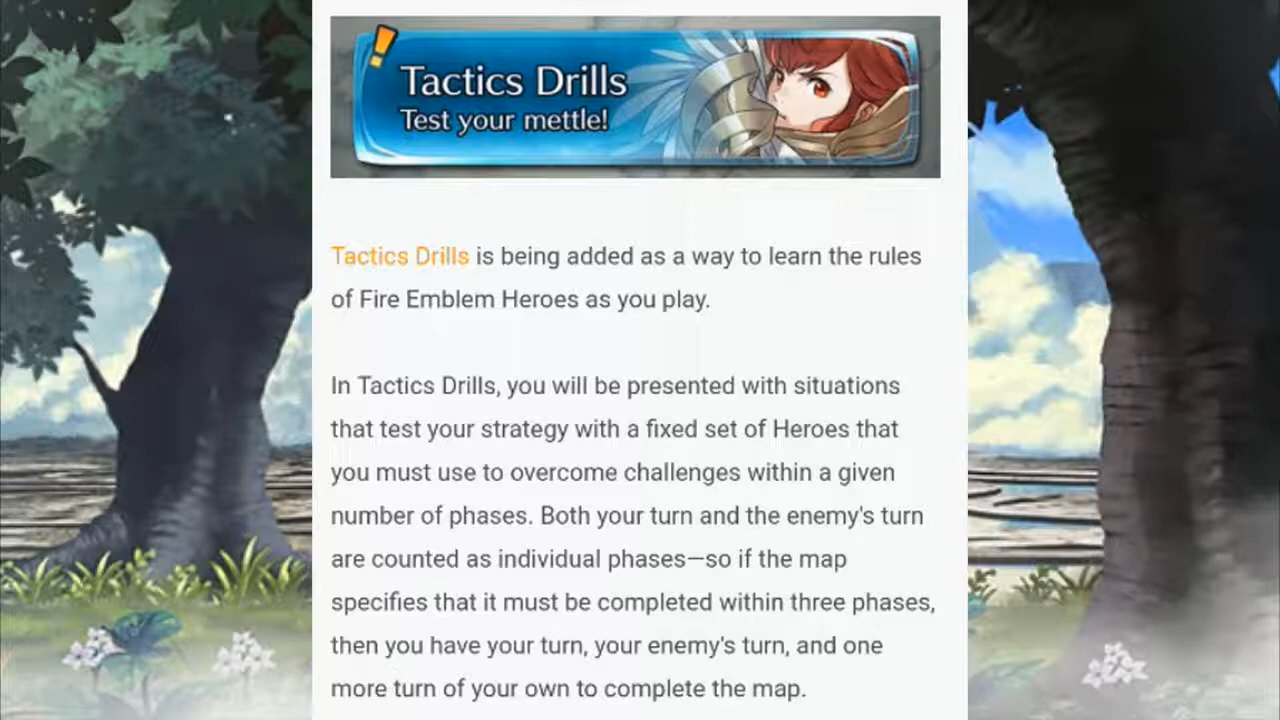 Tactics Drills
Test your mettle!
Tactics Drills is being added as a way to learn the rules
of Fire Emblem Heroes as you play.
In Tactics Drills, you will be presented with situations
that test your strategy with a fixed set of Heroes that
you must use to overcome challenges within a given
number of phases. Both your turn and the enemy's turn
are counted as individual phases—so if the map
specifies that it must be completed within three phases,
then you have your turn, your enemy's turn, and one
more turn of your own to complete the map.